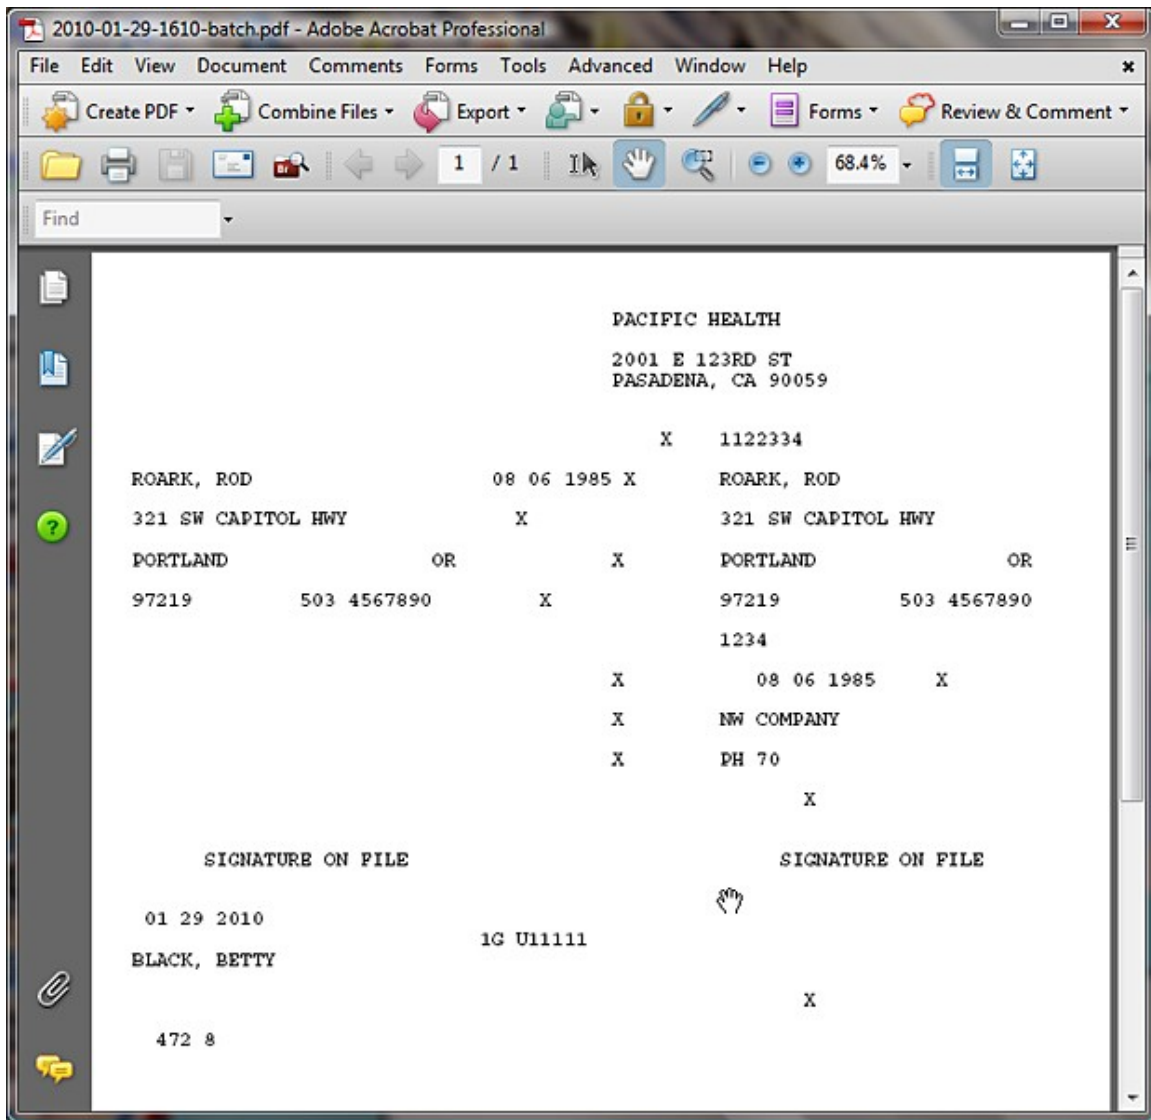 2010-01-29-1610-batch.pdf - Adobe Acrobat Professional
File Edit View Document Comments Forms Tools Advanced Window Help
Create PDF Combine Files Export Forms Review & Comment
1 / 1 68.4%
Find
PACIFIC HEALTH
2001 E 123RD ST
PASADENA, CA 90059
X 1122334
ROARK, ROD 08 06 1985 X ROARK, ROD
321 SW CAPITOL HWY X 321 SW CAPITOL HWY
PORTLAND OR X PORTLAND OR
97219 503 4567890 X 97219 503 4567890
1234
X 08 06 1985 X
X NW COMPANY
X PH 70
X
SIGNATURE ON FILE SIGNATURE ON FILE
01 29 2010
1G U11111
BLACK, BETTY
X
472 8